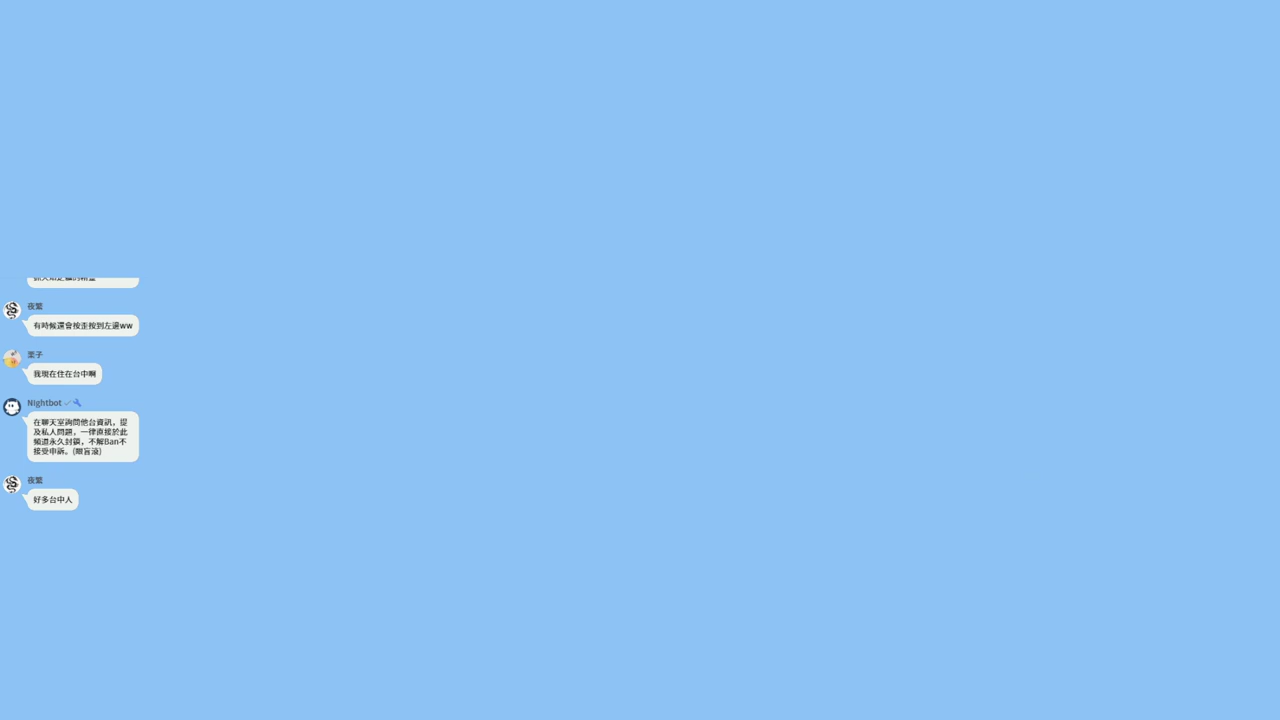 夜繁
有時候還會按歪按到左邊ww
栗子
我現在住在台中啊
Nightbot
在聊天室詢問他台資訊，提
及私人問題，一律直接於此
頻道永久封鎖，不解Ban不
接受申訴。(眼盲凌)
夜繁
好多台中人